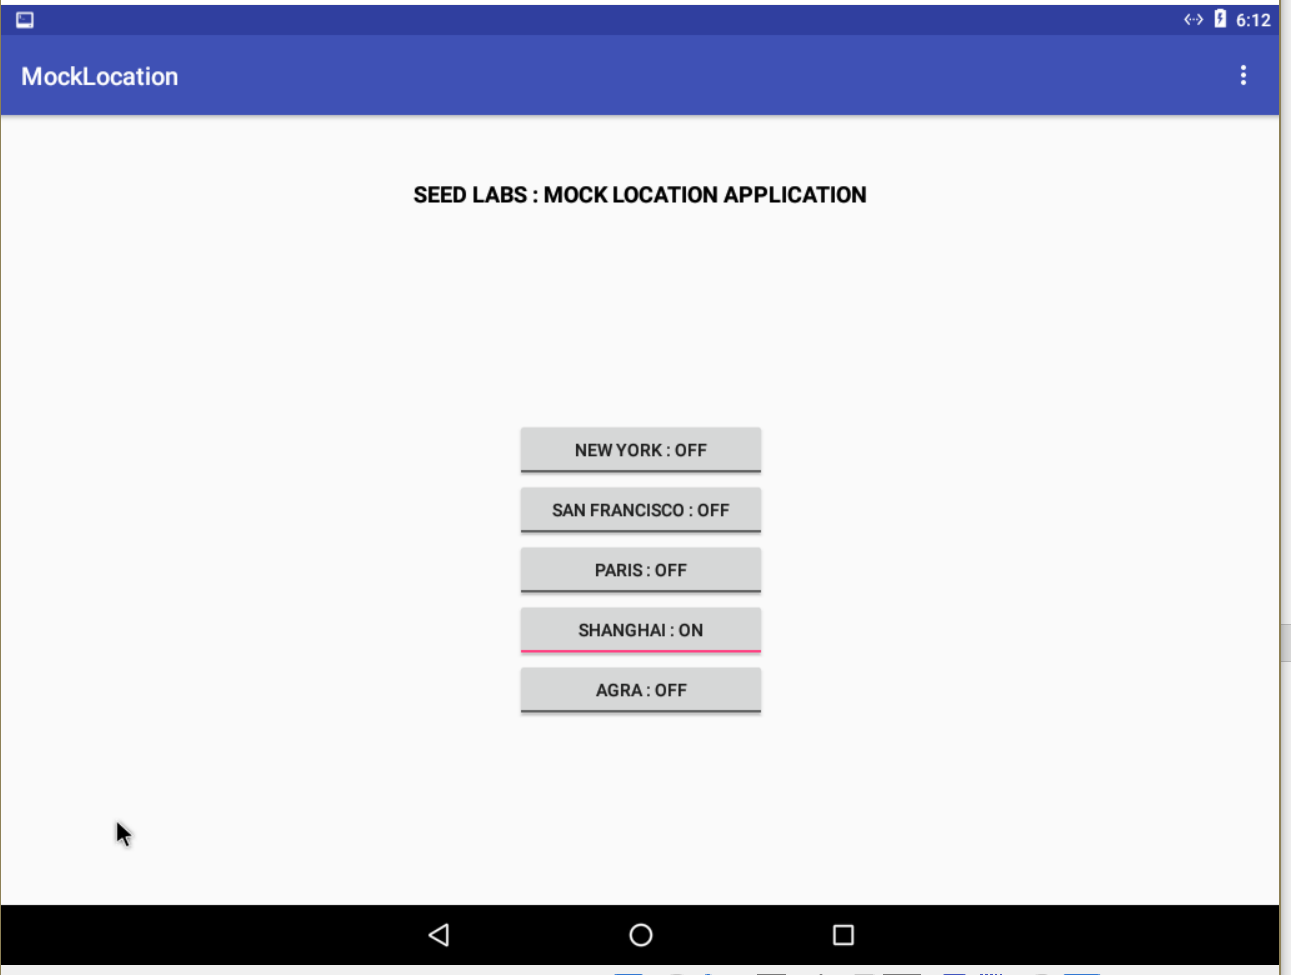 6:12
MockLocation
SEED LABS : MOCK LOCATION APPLICATION
NEW YORK : OFF
SAN FRANCISCO : OFF
PARIS : OFF
SHANGHAI : ON
AGRA : OFF